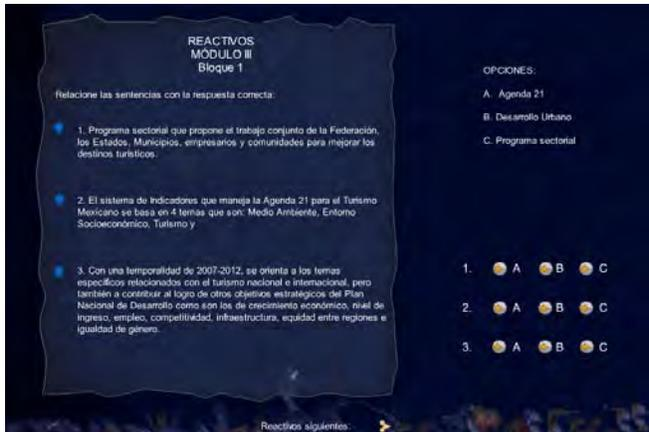 REACTIVOS
MÓDULO III
Bloque 1
Relacione las sentencias con la respuesta correcta:
1. Programa sectorial que propone el trabajo conjunto de la Federación,
los Estados, Municipios, empresarios y comunidades para mejorar los
destinos turísticos.
2. El sistema de Indicadores que maneja la Agenda 21 para el Turismo
Mexicano se basa en 4 temas que son: Medio Ambiente, Entorno
Socioeconómico, Turismo y
3. Con una temporalidad de 2007-2012, se orienta a los temas
específicos relacionados con el turismo nacional e internacional, pero
también a contribuir al logro de otros objetivos estratégicos del Plan
Nacional de Desarrollo como son los de crecimiento económico, nivel de
ingreso, empleo, competitividad, infraestructura, equidad entre regiones e
igualdad de género.
OPCIONES:
A. Agenda 21
B. Desarrollo Urbano
C. Programa sectorial
1. A B C
2. A B C
3. A B C
Reactivos siguientes: